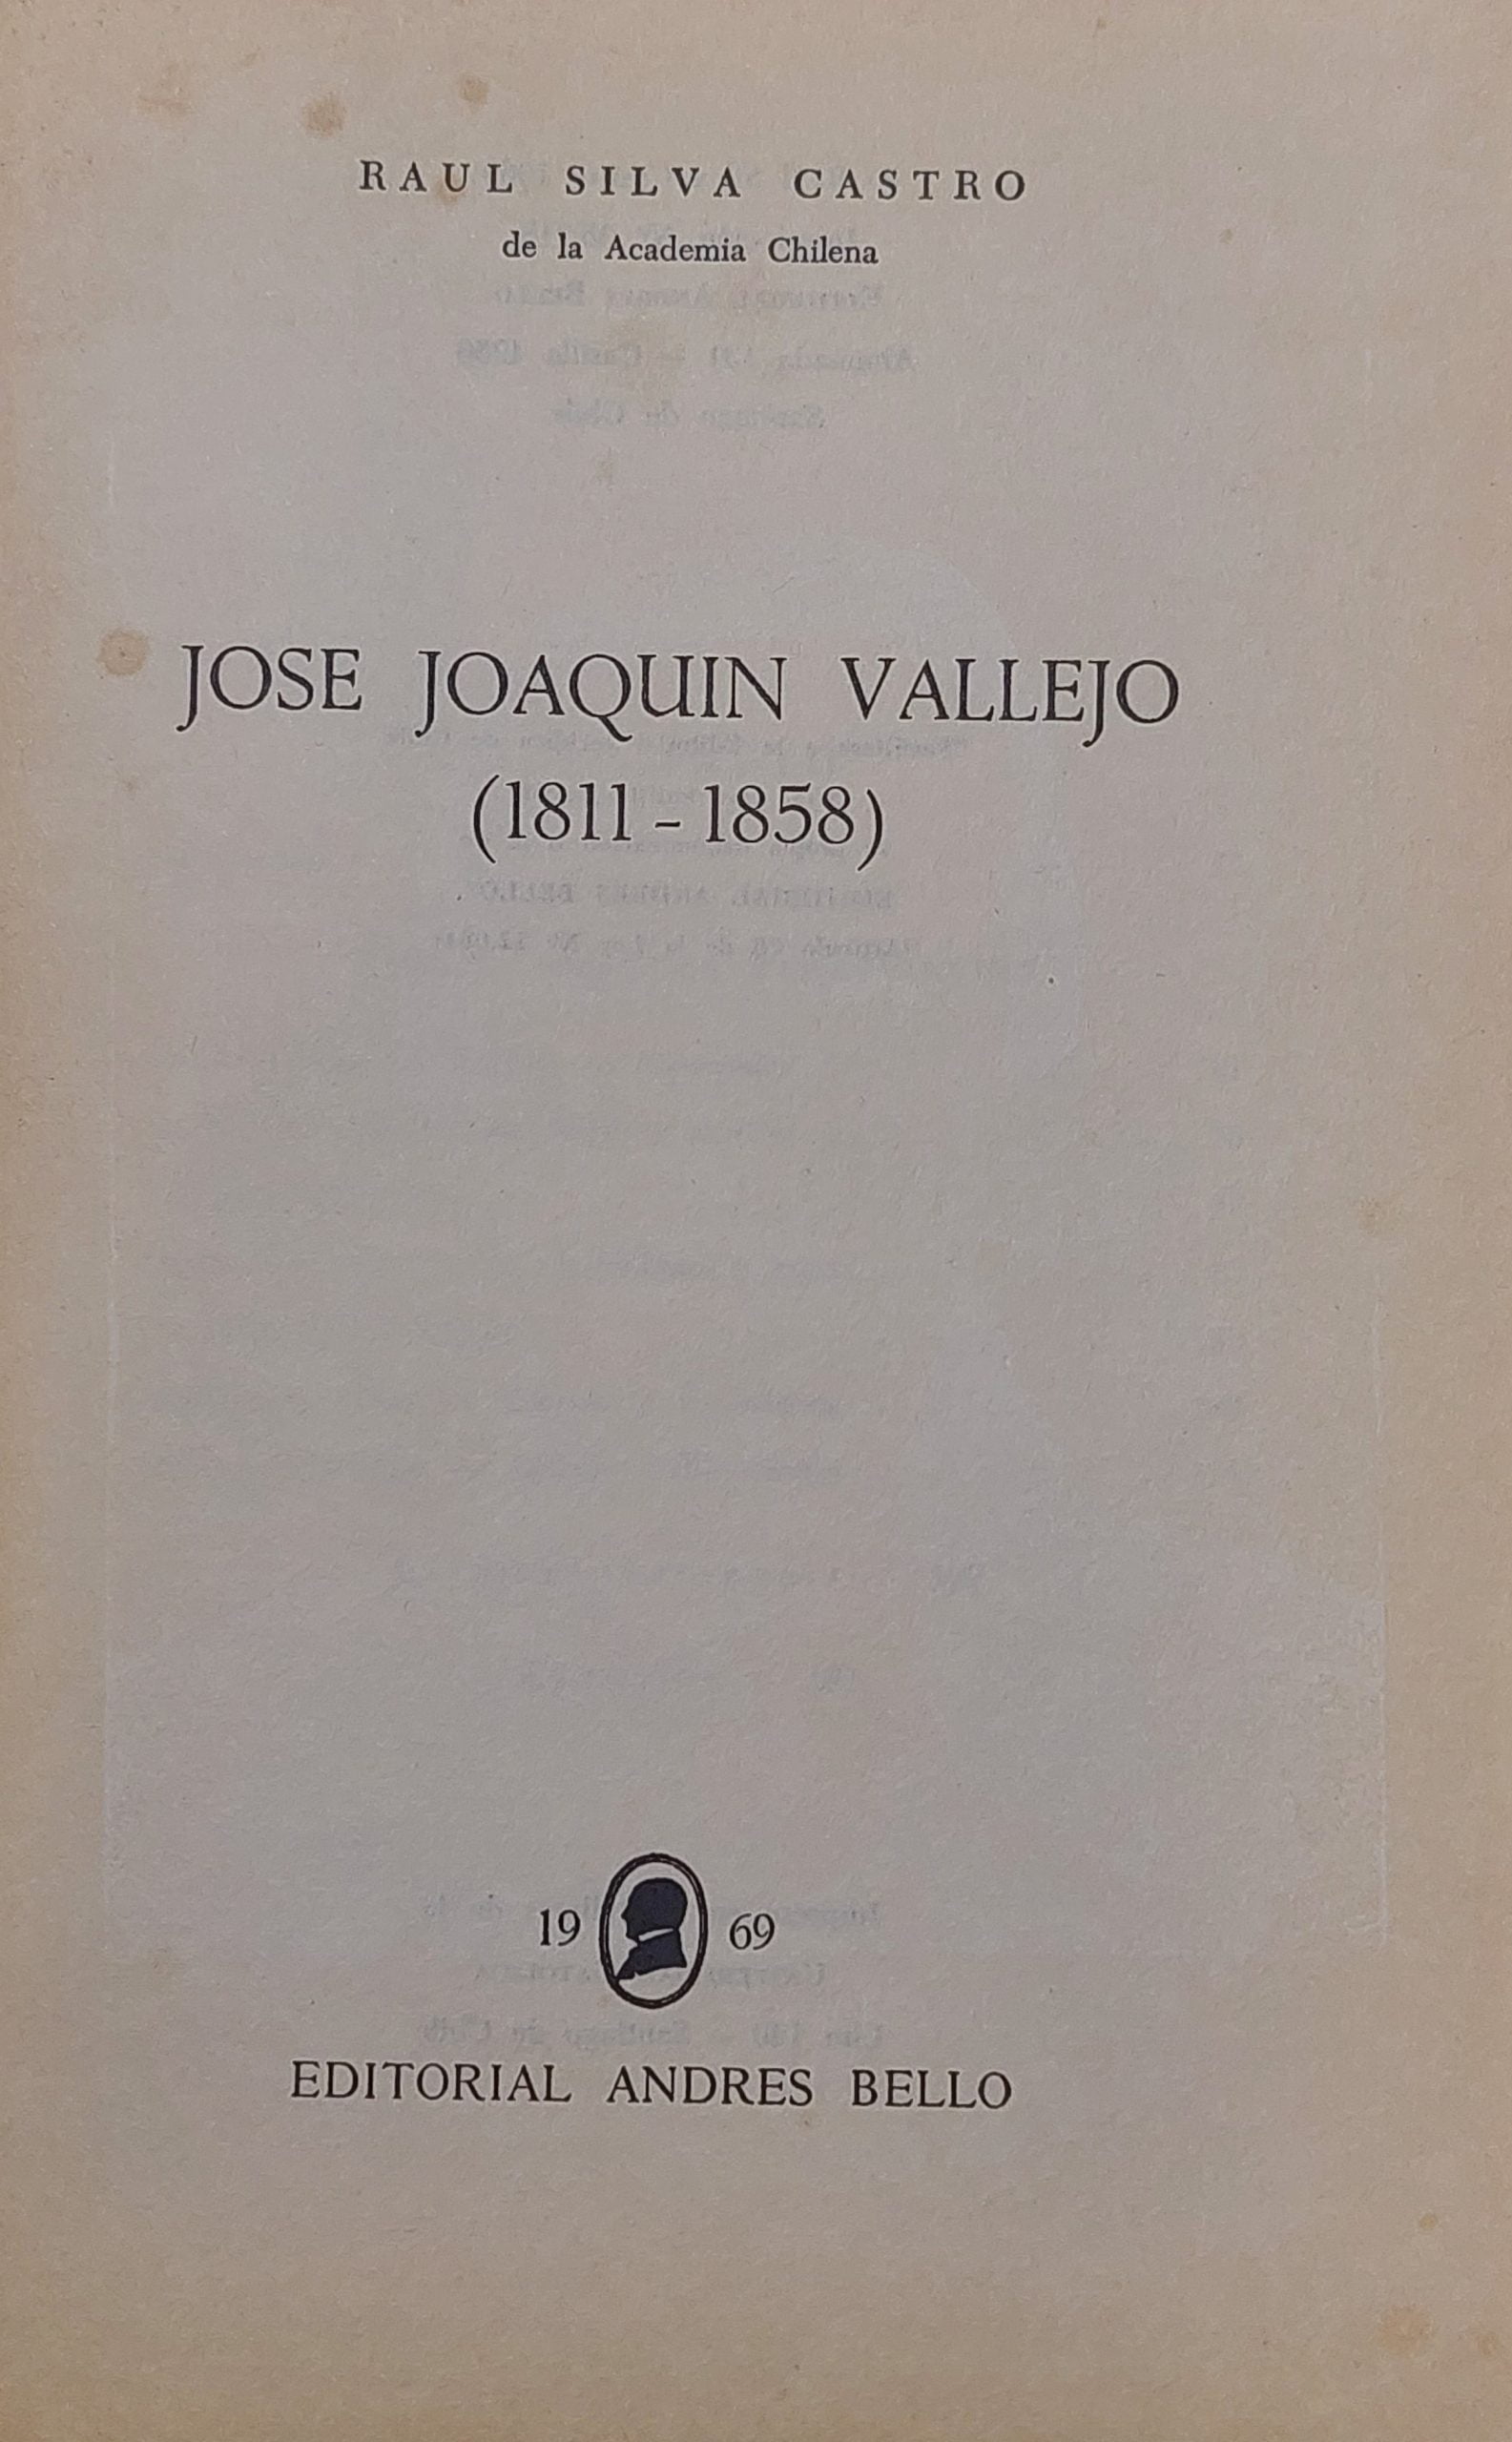 RAUL SILVA CASTRO
de la Academia Chilena
JOSE JOAQUIN VALLEJO
(1811 - 1858)
19 69
EDITORIAL ANDRES BELLO